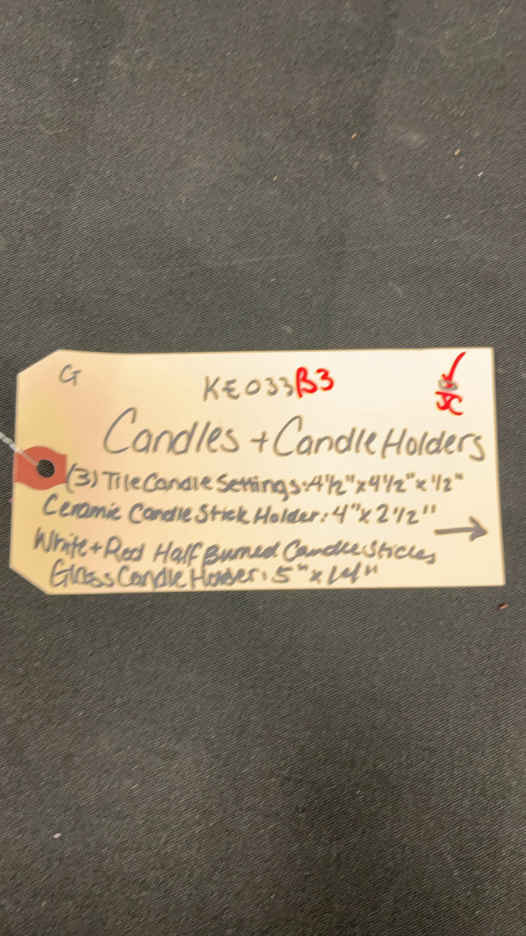 G
KE033B3
JC
Candles + Candle Holders
(3) Tile Candle Settings: 4 1/2" x 4 1/2" x 1/2"
Ceramic Candle Stick Holder: 4" x 2 1/2"
→
White + Red Half Burned Candle Sticks
Glass Candle Holder: 5" x